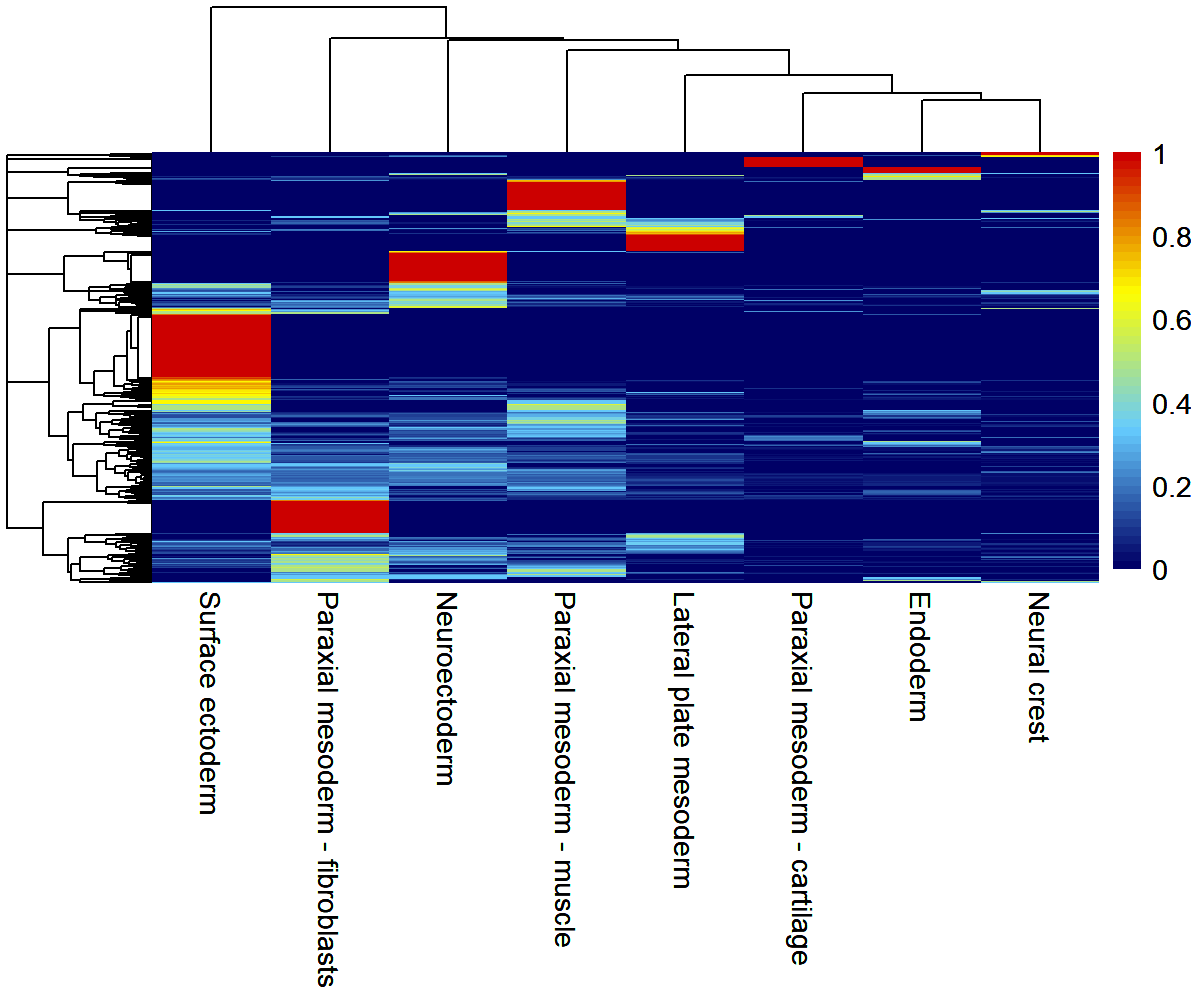 1
0.8
0.6
0.4
0.2
0
Surface ectoderm
Paraxial mesoderm - fibroblasts
Neuroectoderm
Paraxial mesoderm - muscle
Lateral plate mesoderm
Paraxial mesoderm - cartilage
Endoderm
Neural crest